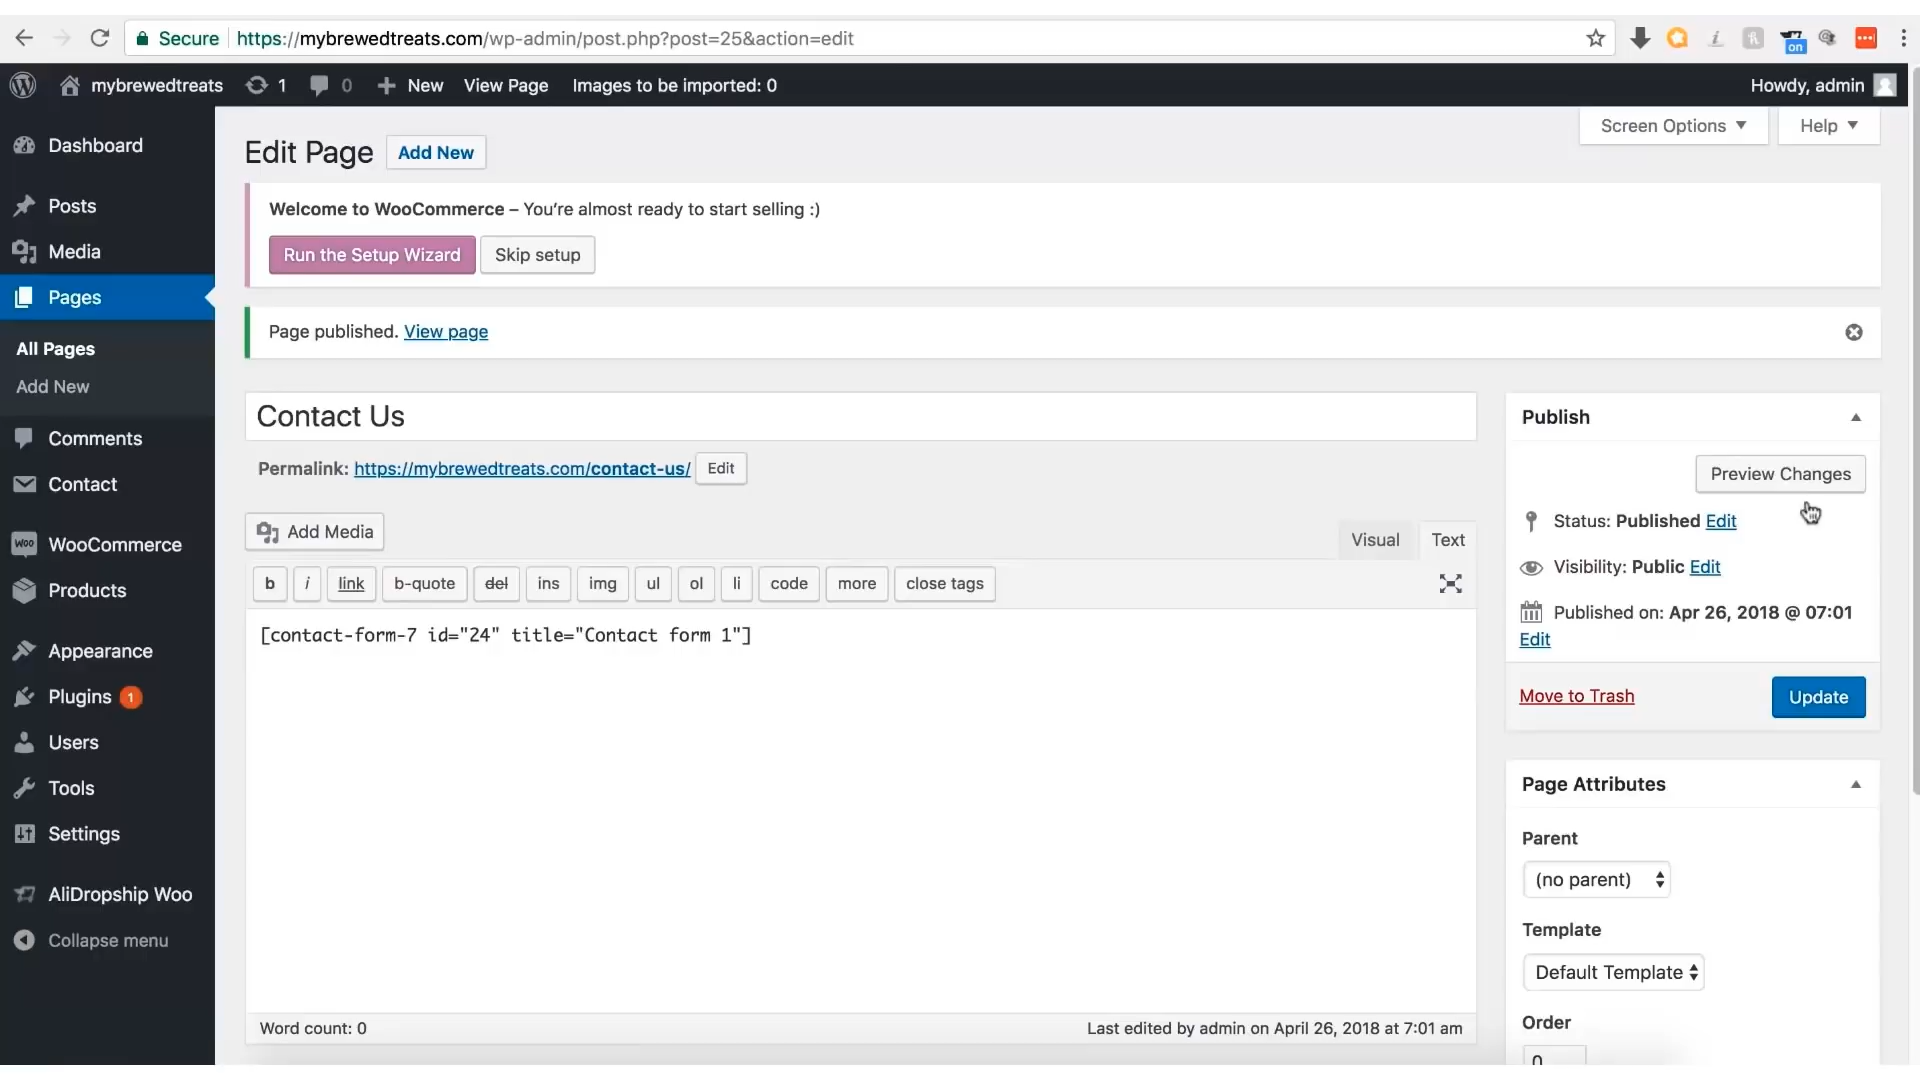 Secure https://mybrewedtreats.com/wp-admin/post.php?post=25&action=edit
on
mybrewedtreats 1 0 New View Page Images to be imported: 0 Howdy, admin
Screen Options Help
Dashboard
Posts
Media
Pages
All Pages
Add New
Comments
Contact
WooCommerce
Products
Appearance
Plugins 1
Users
Tools
Settings
AliDropship Woo
Collapse menu
Edit Page Add New
Welcome to WooCommerce – You're almost ready to start selling :)
Run the Setup Wizard Skip setup
Page published. View page
Contact Us
Permalink: https://mybrewedtreats.com/contact-us/ Edit
Add Media
Visual Text
b i link b-quote del ins img ul ol li code more close tags
[contact-form-7 id="24" title="Contact form 1"]
Word count: 0 Last edited by admin on April 26, 2018 at 7:01 am
Publish
Preview Changes
Status: Published Edit
Visibility: Public Edit
Published on: Apr 26, 2018 @ 07:01
Edit
Move to Trash Update
Page Attributes
Parent
(no parent)
Template
Default Template
Order
0